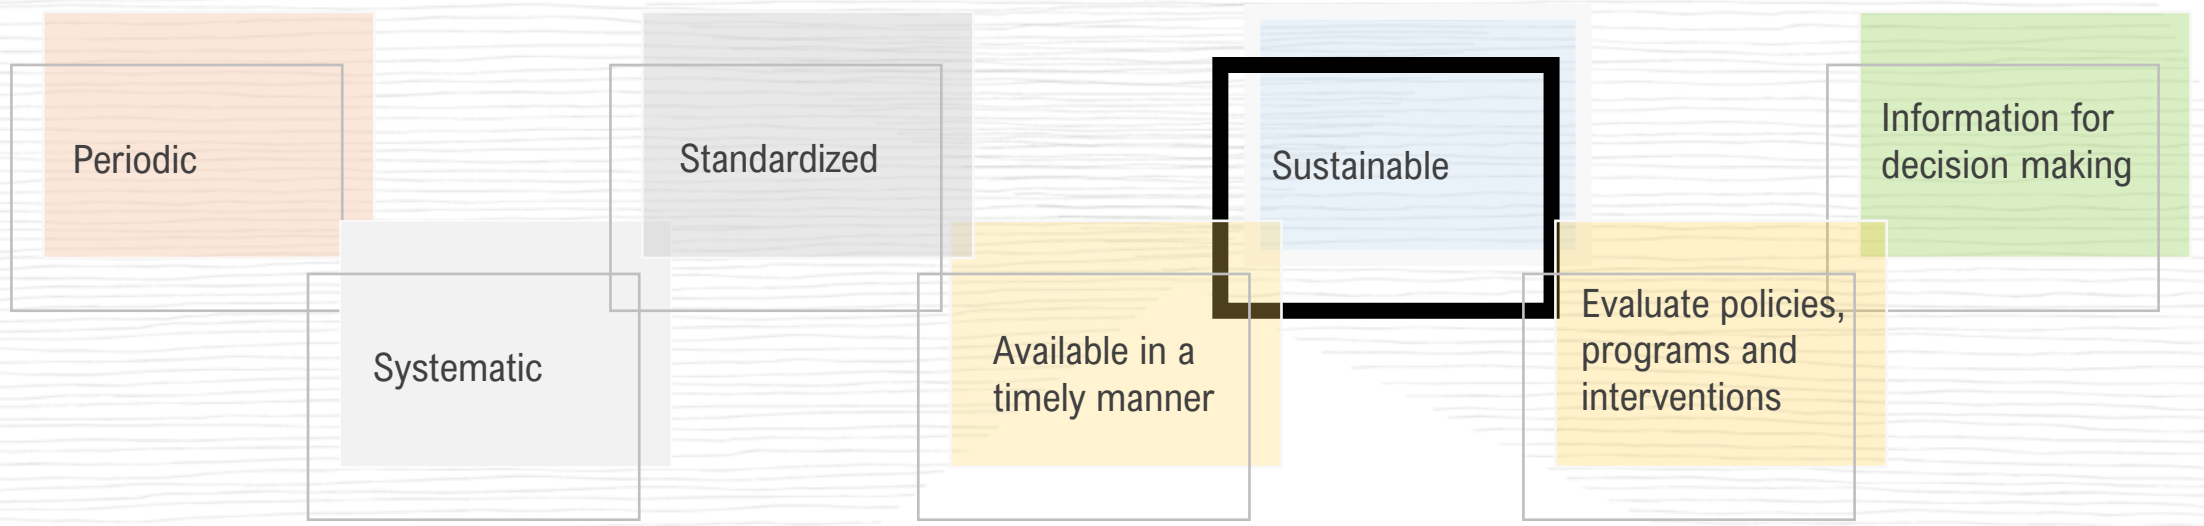 Periodic
Systematic
Standardized
Available in a
timely manner
Sustainable
Evaluate policies,
programs and
interventions
Information for
decision making